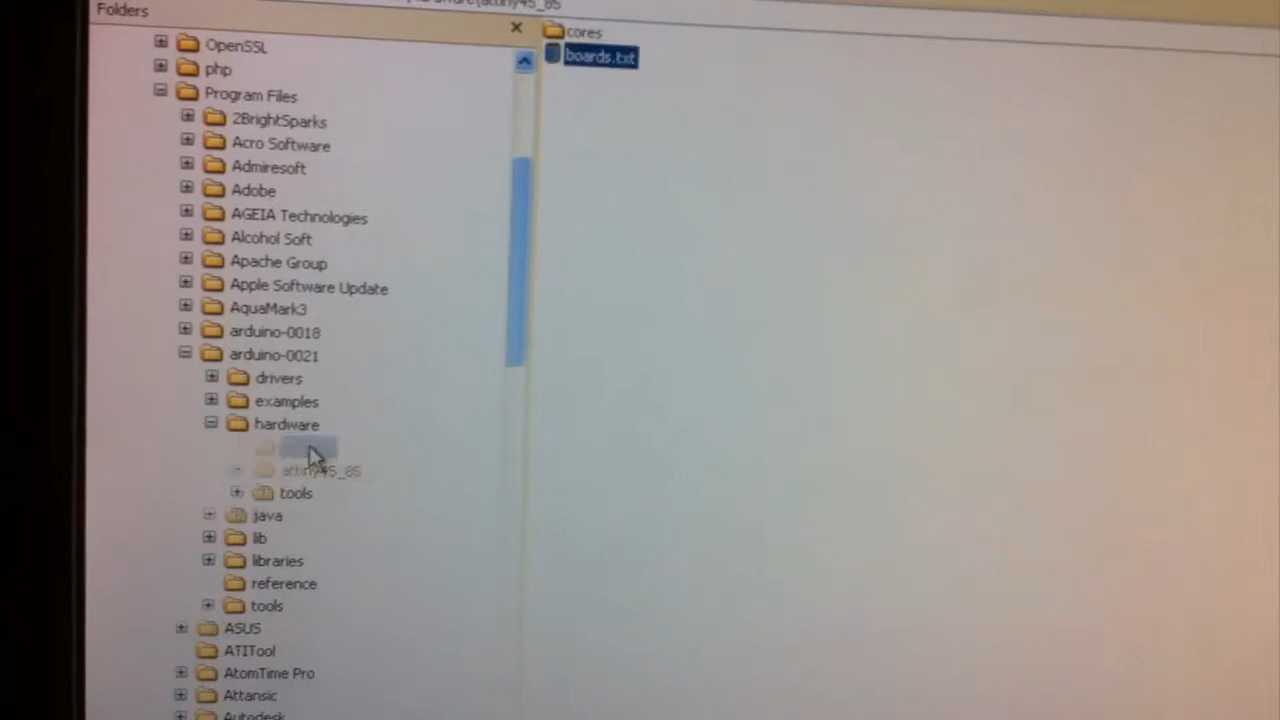 Folders
OpenSSL
php
Program Files
2BrightSparks
Acro Software
Admiresoft
Adobe
AGEIA Technologies
Alcohol Soft
Apache Group
Apple Software Update
AquaMark3
arduino-0018
arduino-0021
drivers
examples
hardware
attiny45_85
tools
java
lib
libraries
reference
tools
ASUS
ATITool
AtomTime Pro
Attansic
Autodesk
cores
boards.txt